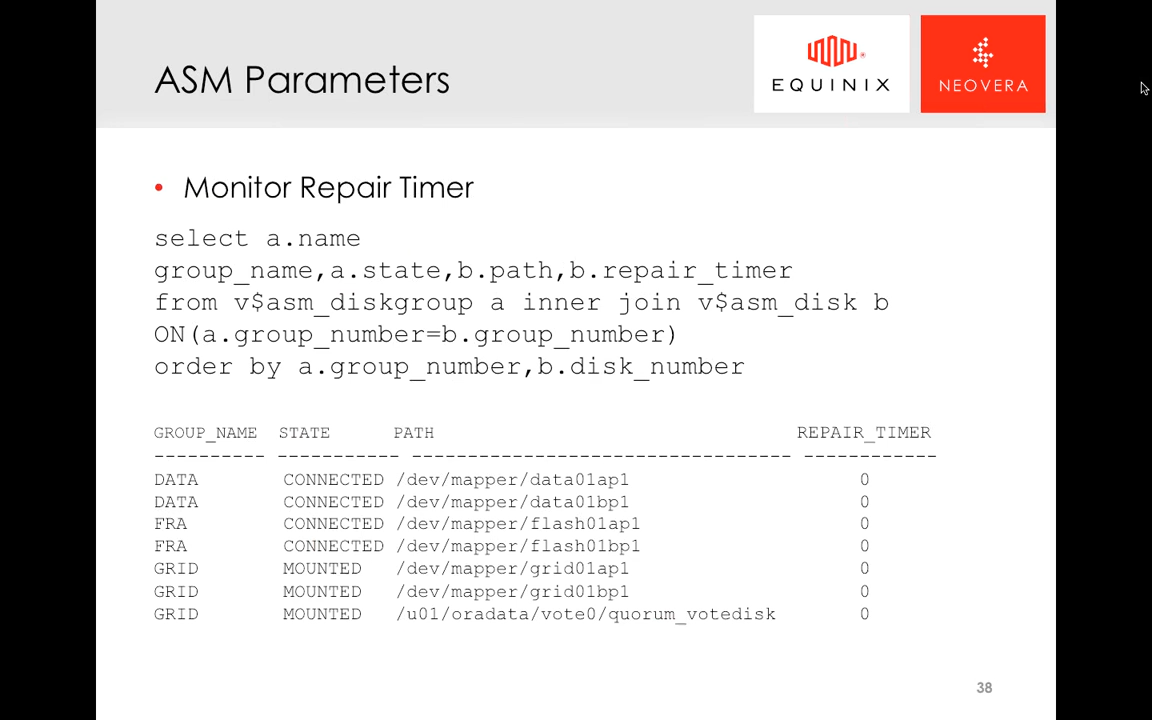 ASM Parameters
EQUINIX
NEOVERA
• Monitor Repair Timer
select a.name
group_name,a.state,b.path,b.repair_timer
from v$asm_diskgroup a inner join v$asm_disk b
ON(a.group_number=b.group_number)
order by a.group_number,b.disk_number
GROUP_NAME STATE PATH REPAIR_TIMER
---------- ----------- ---------------------------------- ------------
DATA CONNECTED /dev/mapper/data01ap1 0
DATA CONNECTED /dev/mapper/data01bp1 0
FRA CONNECTED /dev/mapper/flash01ap1 0
FRA CONNECTED /dev/mapper/flash01bp1 0
GRID MOUNTED /dev/mapper/grid01ap1 0
GRID MOUNTED /dev/mapper/grid01bp1 0
GRID MOUNTED /u01/oradata/vote0/quorum_votedisk 0
38